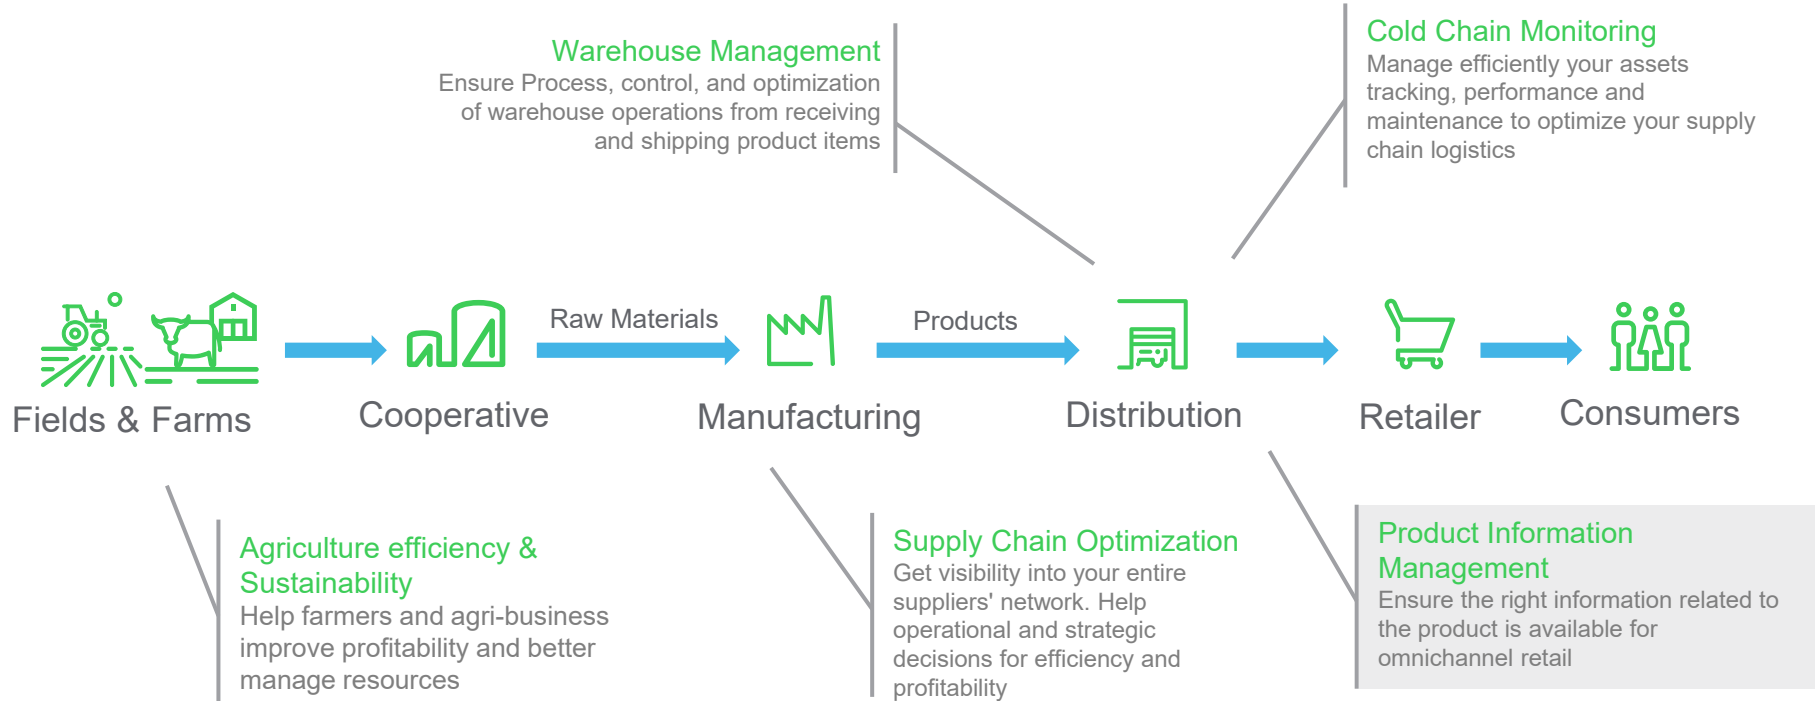 Warehouse Management
Ensure Process, control, and optimization
of warehouse operations from receiving
and shipping product items
Cold Chain Monitoring
Manage efficiently your assets
tracking, performance and
maintenance to optimize your supply
chain logistics
Raw Materials
Products
Fields & Farms
Cooperative
Manufacturing
Distribution
Retailer
Consumers
Agriculture efficiency &
Sustainability
Help farmers and agri-business
improve profitability and better
manage resources
Supply Chain Optimization
Get visibility into your entire
suppliers' network. Help
operational and strategic
decisions for efficiency and
profitability
Product Information
Management
Ensure the right information related to
the product is available for
omnichannel retail